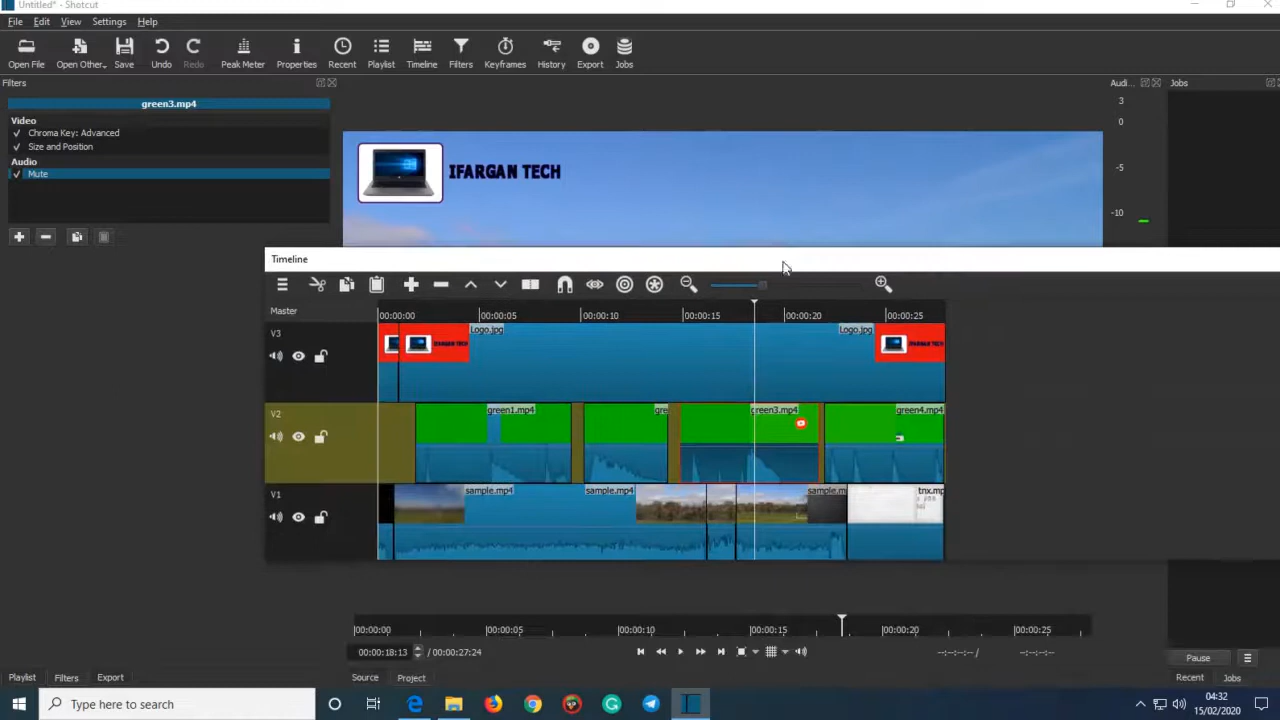 Untitled* - Shotcut
File Edit View Settings Help
Open File Open Other.. Save Undo Redo Peak Meter Properties Recent Playlist Timeline Filters Keyframes History Export Jobs
Filters
Audi...
Jobs
green3.mp4
Video
Chroma Key: Advanced
Size and Position
Audio
Mute
3
0
-5
-10
IFARGAN TECH
Timeline
Master
00:00:00 00:00:05 00:00:10 00:00:15 00:00:20 00:00:25
V3
Logo.jpg
Logo.jpg
IFARGAN TECH
IFARGAN TECH
V2
green1.mp4
gre
green3.mp4
green4.mp4
V1
sample.mp4
sample.mp4
sample.m
tnx.mp
00:00:00 00:00:05 00:00:10 00:00:15 00:00:20 00:00:25
00:00:18:13 / 00:00:27:24
--:--:--:-- / --:--:--:--
Pause
Playlist Filters Export
Source Project
Recent Jobs
Type here to search
04:32
15/02/2020